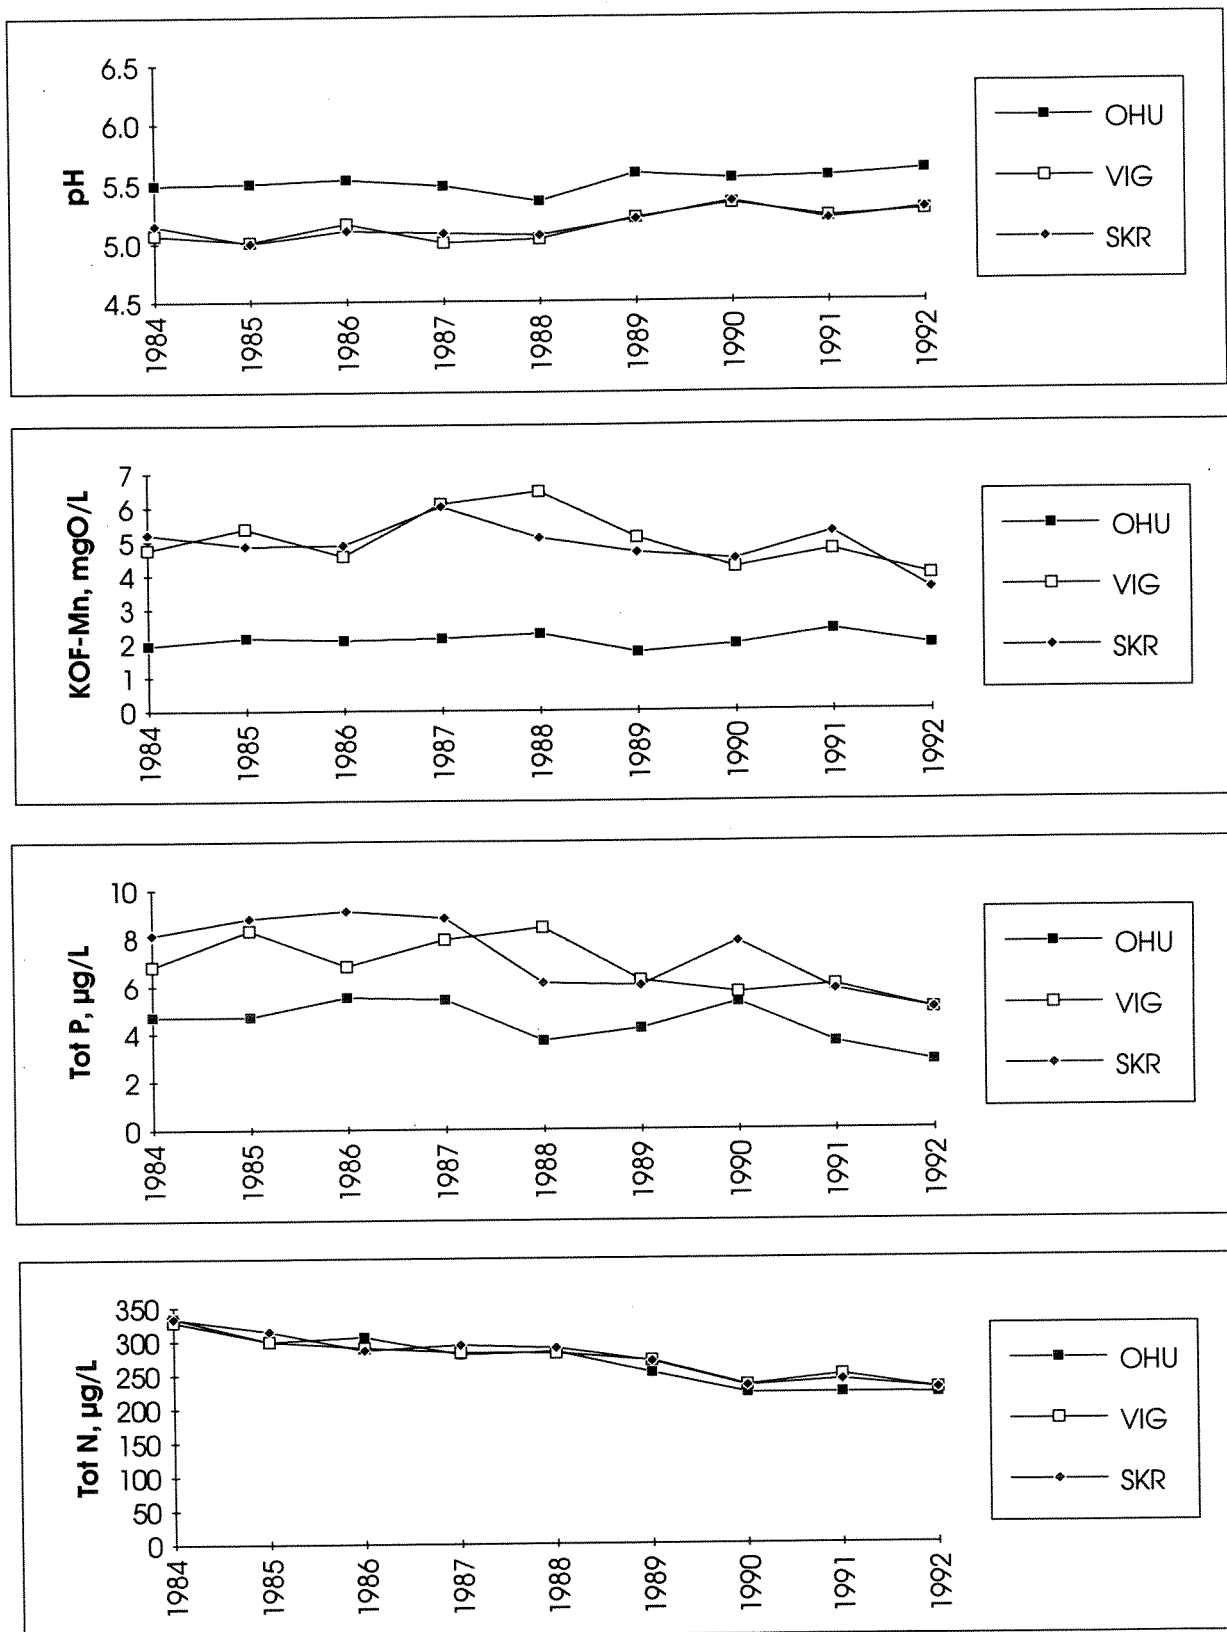 6.5
6.0
5.5
5.0
4.5
pH
1984 1985 1986 1987 1988 1989 1990 1991 1992
OHU
VIG
SKR
7
6
5
4
3
2
1
0
KOF-Mn, mgO/L
1984 1985 1986 1987 1988 1989 1990 1991 1992
OHU
VIG
SKR
10
8
6
4
2
0
Tot P, µg/L
1984 1985 1986 1987 1988 1989 1990 1991 1992
OHU
VIG
SKR
350
300
250
200
150
100
50
0
Tot N, µg/L
1984 1985 1986 1987 1988 1989 1990 1991 1992
OHU
VIG
SKR